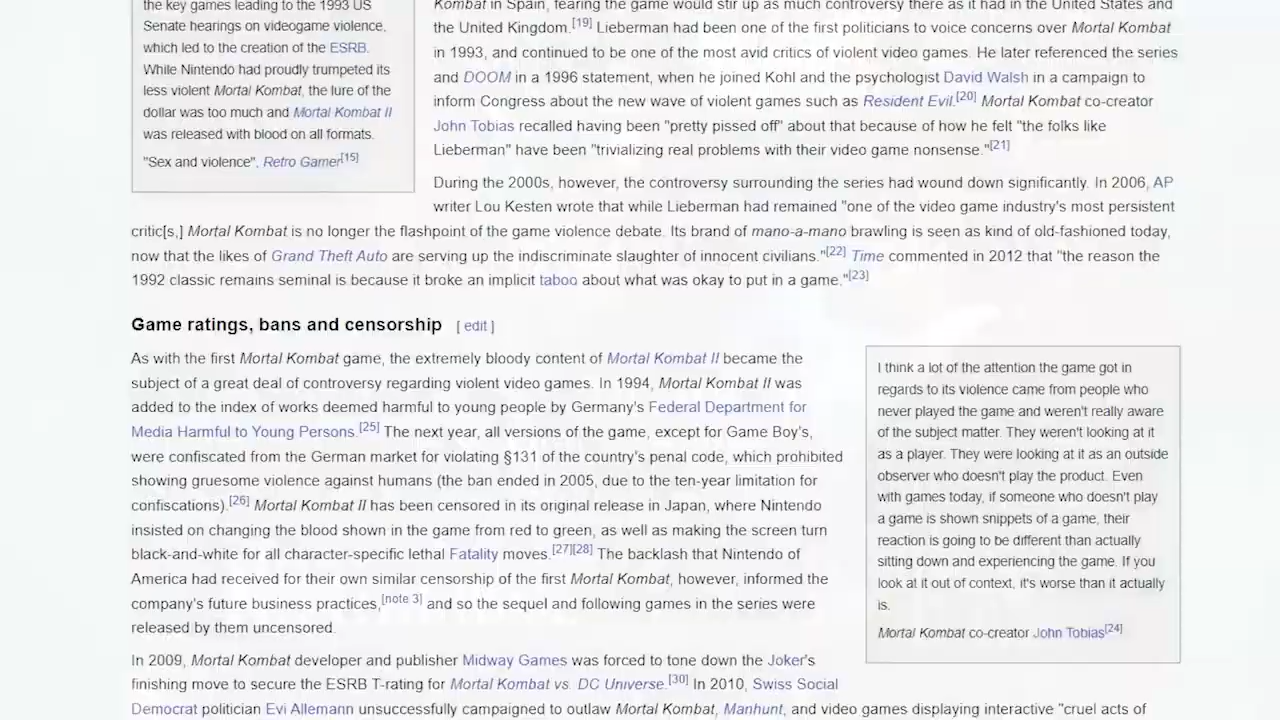 the key games leading to the 1993 US
Senate hearings on videogame violence,
which led to the creation of the ESRB.
While Nintendo had proudly trumpeted its
less violent Mortal Kombat, the lure of the
dollar was too much and Mortal Kombat II
was released with blood on all formats.
"Sex and violence", Retro Gamer[15]
Kombat in Spain, fearing the game would stir up as much controversy there as it had in the United States and
the United Kingdom.[19] Lieberman had been one of the first politicians to voice concerns over Mortal Kombat
in 1993, and continued to be one of the most avid critics of violent video games. He later referenced the series
and DOOM in a 1996 statement, when he joined Kohl and the psychologist David Walsh in a campaign to
inform Congress about the new wave of violent games such as Resident Evil.[20] Mortal Kombat co-creator
John Tobias recalled having been "pretty pissed off" about that because of how he felt "the folks like
Lieberman" have been "trivializing real problems with their video game nonsense."[21]
During the 2000s, however, the controversy surrounding the series had wound down significantly. In 2006, AP
writer Lou Kesten wrote that while Lieberman had remained "one of the video game industry's most persistent
critic[s,] Mortal Kombat is no longer the flashpoint of the game violence debate. Its brand of mano-a-mano brawling is seen as kind of old-fashioned today,
now that the likes of Grand Theft Auto are serving up the indiscriminate slaughter of innocent civilians."[22] Time commented in 2012 that "the reason the
1992 classic remains seminal is because it broke an implicit taboo about what was okay to put in a game."[23]
Game ratings, bans and censorship [ edit ]
As with the first Mortal Kombat game, the extremely bloody content of Mortal Kombat II became the
subject of a great deal of controversy regarding violent video games. In 1994, Mortal Kombat II was
added to the index of works deemed harmful to young people by Germany's Federal Department for
Media Harmful to Young Persons.[25] The next year, all versions of the game, except for Game Boy's,
were confiscated from the German market for violating §131 of the country's penal code, which prohibited
showing gruesome violence against humans (the ban ended in 2005, due to the ten-year limitation for
confiscations).[26] Mortal Kombat II has been censored in its original release in Japan, where Nintendo
insisted on changing the blood shown in the game from red to green, as well as making the screen turn
black-and-white for all character-specific lethal Fatality moves.[27][28] The backlash that Nintendo of
America had received for their own similar censorship of the first Mortal Kombat, however, informed the
company's future business practices,[note 3] and so the sequel and following games in the series were
released by them uncensored.
I think a lot of the attention the game got in
regards to its violence came from people who
never played the game and weren't really aware
of the subject matter. They weren't looking at it
as a player. They were looking at it as an outside
observer who doesn't play the product. Even
with games today, if someone who doesn't play
a game is shown snippets of a game, their
reaction is going to be different than actually
sitting down and experiencing the game. If you
look at it out of context, it's worse than it actually
is.
Mortal Kombat co-creator John Tobias[24]
In 2009, Mortal Kombat developer and publisher Midway Games was forced to tone down the Joker's
finishing move to secure the ESRB T-rating for Mortal Kombat vs. DC Universe.[30] In 2010, Swiss Social
Democrat politician Evi Allemann unsuccessfully campaigned to outlaw Mortal Kombat, Manhunt, and video games displaying interactive "cruel acts of